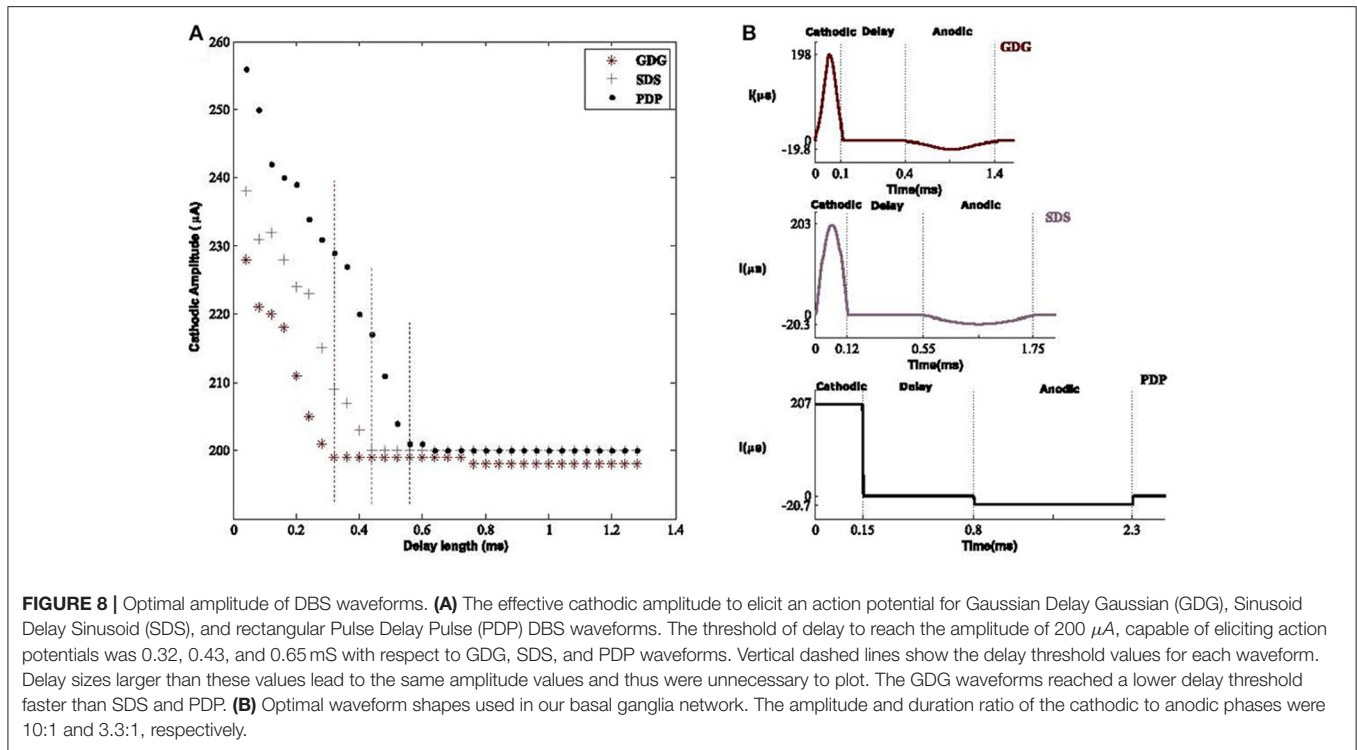 A
260
250
240
230
220
210
200
Cathodic Amplitude (μA)
0 0.2 0.4 0.6 0.8 1 1.2 1.4
Delay length (ms)
GDG
SDS
PDP
B
Cathodic Delay Anodic
GDG
198
I(μs)
0
-19.8
0 0.1 0.4 1.4
Time(ms)
Cathodic Delay Anodic
SDS
203
I(μs)
0
-20.3
0 0.12 0.55 1.75
Time(ms)
Cathodic Delay Anodic
PDP
207
I(μs)
0
-20.7
0 0.15 0.8 2.3
Time(ms)
FIGURE 8 | Optimal amplitude of DBS waveforms. (A) The effective cathodic amplitude to elicit an action potential for Gaussian Delay Gaussian (GDG), Sinusoid
Delay Sinusoid (SDS), and rectangular Pulse Delay Pulse (PDP) DBS waveforms. The threshold of delay to reach the amplitude of 200 μA, capable of eliciting action
potentials was 0.32, 0.43, and 0.65 mS with respect to GDG, SDS, and PDP waveforms. Vertical dashed lines show the delay threshold values for each waveform.
Delay sizes larger than these values lead to the same amplitude values and thus were unnecessary to plot. The GDG waveforms reached a lower delay threshold
faster than SDS and PDP. (B) Optimal waveform shapes used in our basal ganglia network. The amplitude and duration ratio of the cathodic to anodic phases were
10:1 and 3.3:1, respectively.